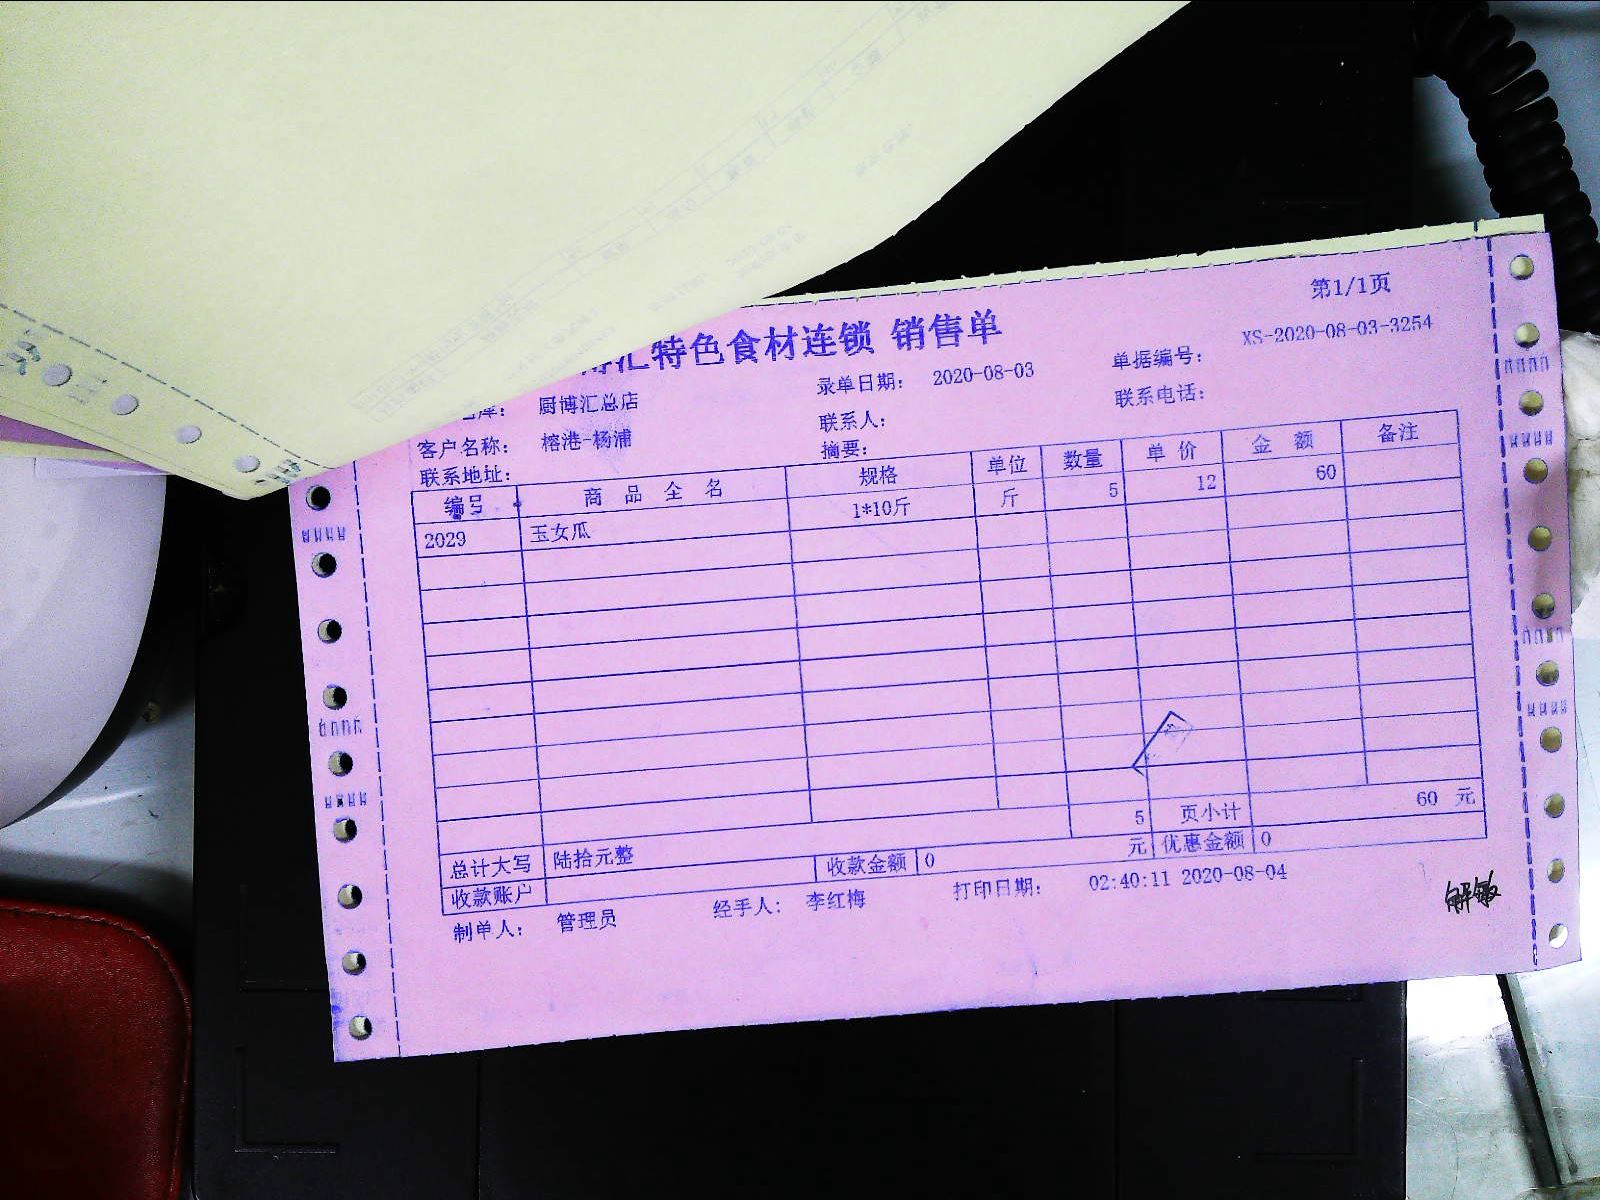 第1/1页
汇特色食材连锁 销售单
库： 厨博汇总店 录单日期： 2020-08-03 单据编号： XS-2020-08-03-3254
客户名称： 榕港-杨浦 联系人： 联系电话：
联系地址： 摘要：
编号 商品全名 规格 单位 数量 单价 金额 备注
2029 玉女瓜 1*10斤 斤 5 12 60
5 页小计 60 元
总计大写 陆拾元整 收款金额 0 元 优惠金额 0
收款账户
制单人： 管理员 经手人： 李红梅 打印日期： 02:40:11 2020-08-04